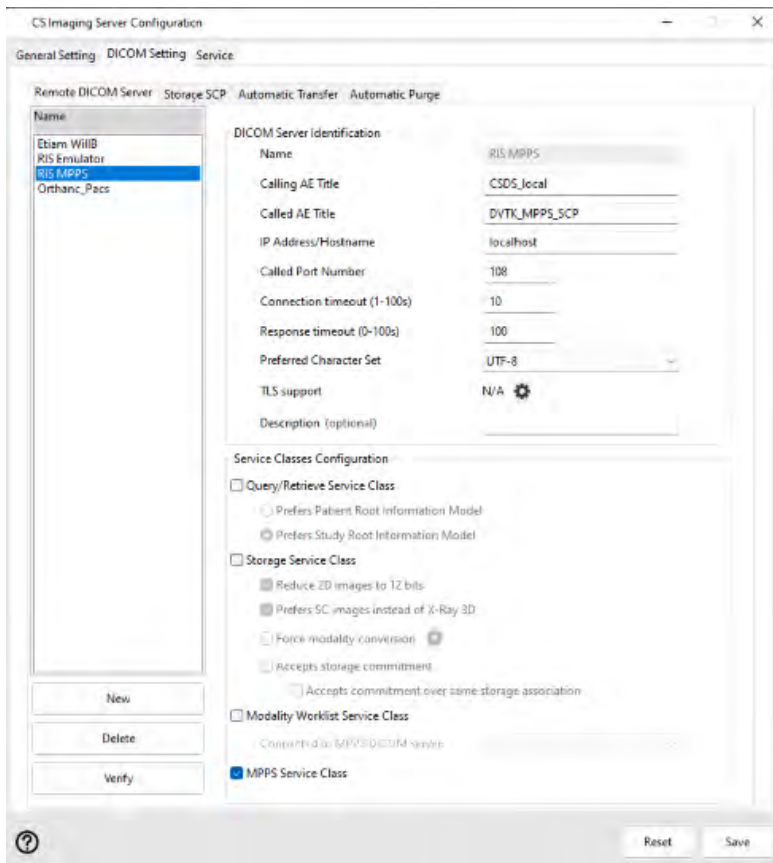 CS Imaging Server Configuration
General Setting DICOM Setting Service
Remote DICOM Server Storage SCP Automatic Transfer Automatic Purge
Name
Etiam WillB
RIS Emulator
RIS MPPS
Orthanc_Pacs
New
Delete
Verify
DICOM Server Identification
Name RIS MPPS
Calling AE Title CSDS_local
Called AE Title DVTK_MPPS_SCP
IP Address/Hostname localhost
Called Port Number 108
Connection timeout (1-100s) 10
Response timeout (0-100s) 100
Preferred Character Set UTF-8
TLS support N/A
Description (optional)
Service Classes Configuration
Query/Retrieve Service Class
Prefers Patient Root Information Model
Prefers Study Root Information Model
Storage Service Class
Reduce 2D images to 12 bits
Prefers SC images instead of X-Ray 3D
Force modality conversion
Accepts storage commitment
Accepts commitment over same storage association
Modality Worklist Service Class
Connected to MPPS DICOM server
MPPS Service Class
Reset Save